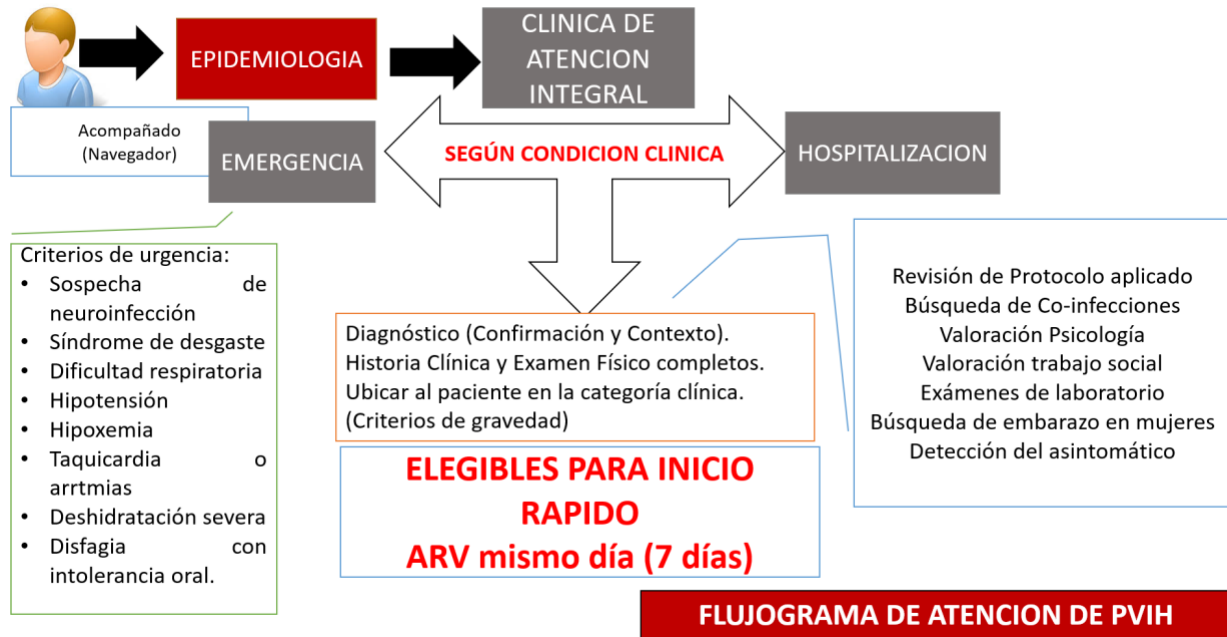 EPIDEMIOLOGIA
CLINICA DE
ATENCION
INTEGRAL
Acompañado
(Navegador)
EMERGENCIA
SEGÚN CONDICION CLINICA
HOSPITALIZACION
Criterios de urgencia:
• Sospecha de
neuroinfección
• Síndrome de desgaste
• Dificultad respiratoria
• Hipotensión
• Hipoxemia
• Taquicardia o
arrtmias
• Deshidratación severa
• Disfagia con
intolerancia oral.
Diagnóstico (Confirmación y Contexto).
Historia Clínica y Examen Físico completos.
Ubicar al paciente en la categoría clínica.
(Criterios de gravedad)
ELEGIBLES PARA INICIO
RAPIDO
ARV mismo día (7 días)
Revisión de Protocolo aplicado
Búsqueda de Co-infecciones
Valoración Psicología
Valoración trabajo social
Exámenes de laboratorio
Búsqueda de embarazo en mujeres
Detección del asintomático
FLUJOGRAMA DE ATENCION DE PVIH